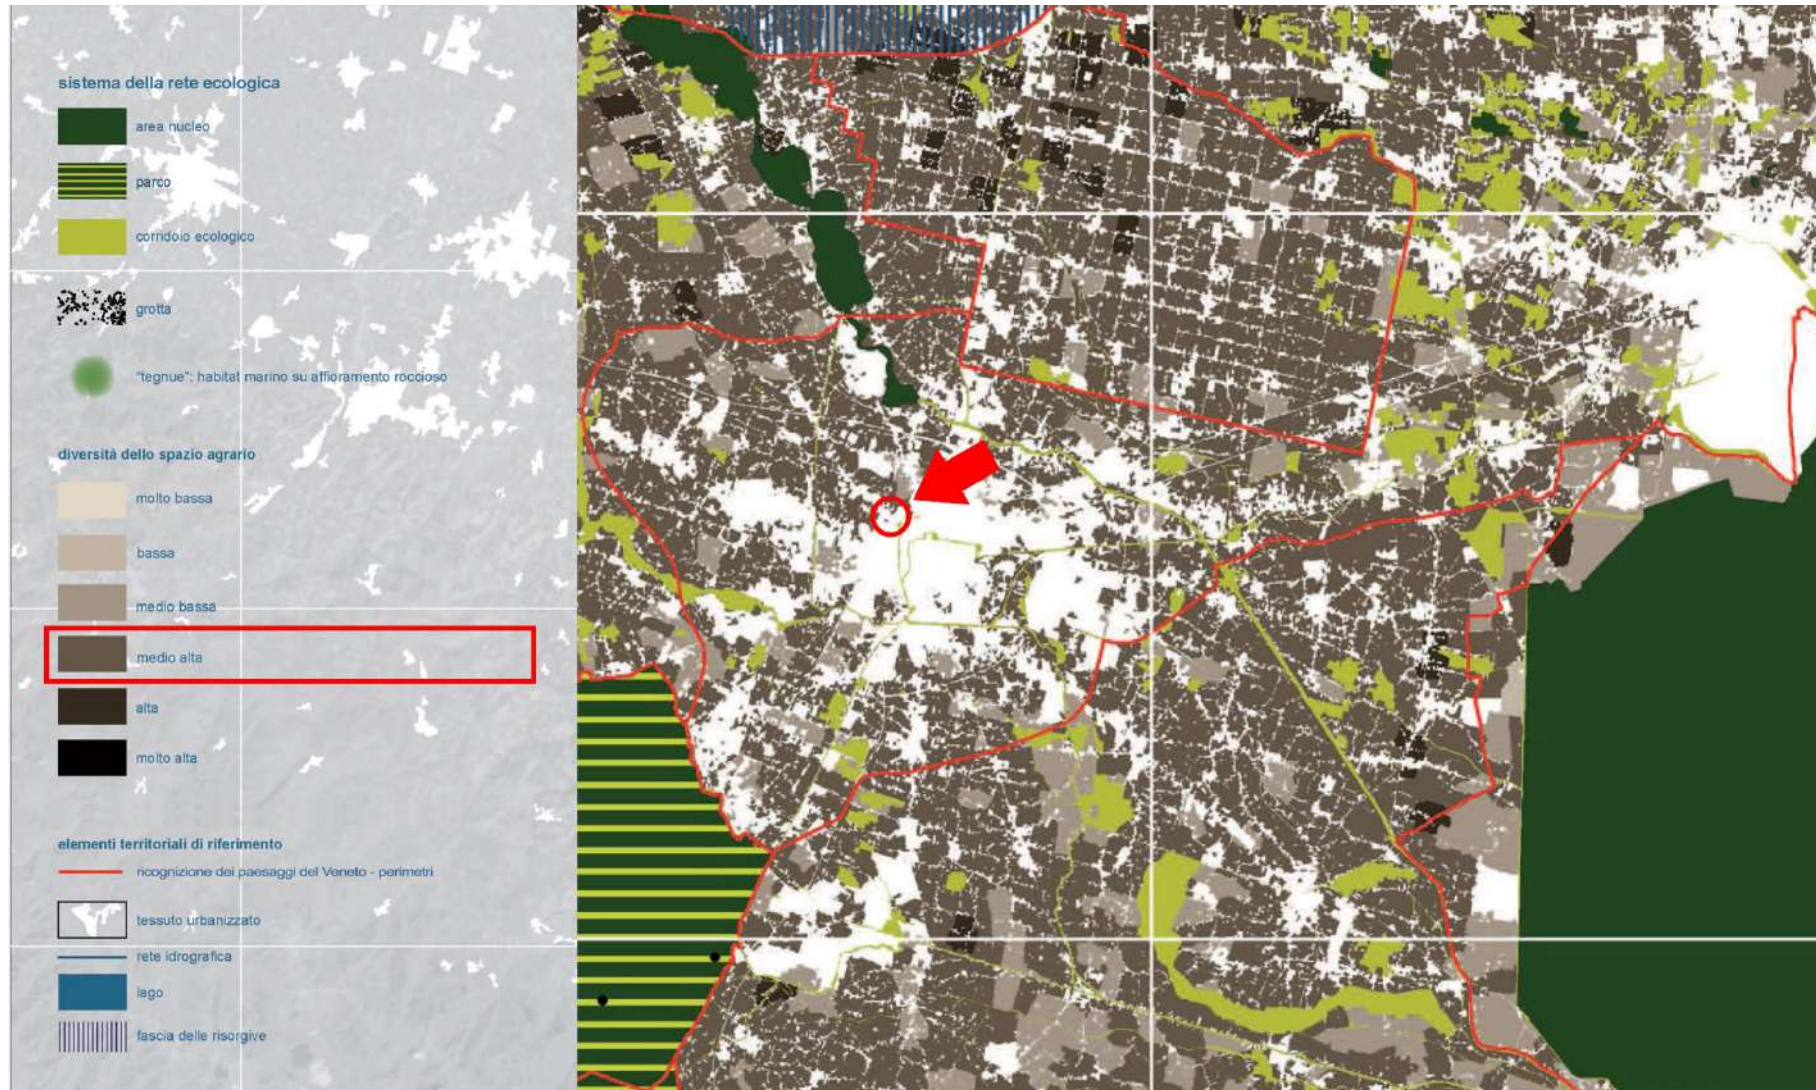 sistema della rete ecologica
area nucleo
parco
corridoio ecologico
grotta
"tegnue": habitat marino su affioramento roccioso
diversità dello spazio agrario
molto bassa
bassa
medio bassa
medio alta
alta
molto alta
elementi territoriali di riferimento
ricognizione dei paesaggi del Veneto - perimetri
tessuto urbanizzato
rete idrografica
lago
fascia delle risorgive